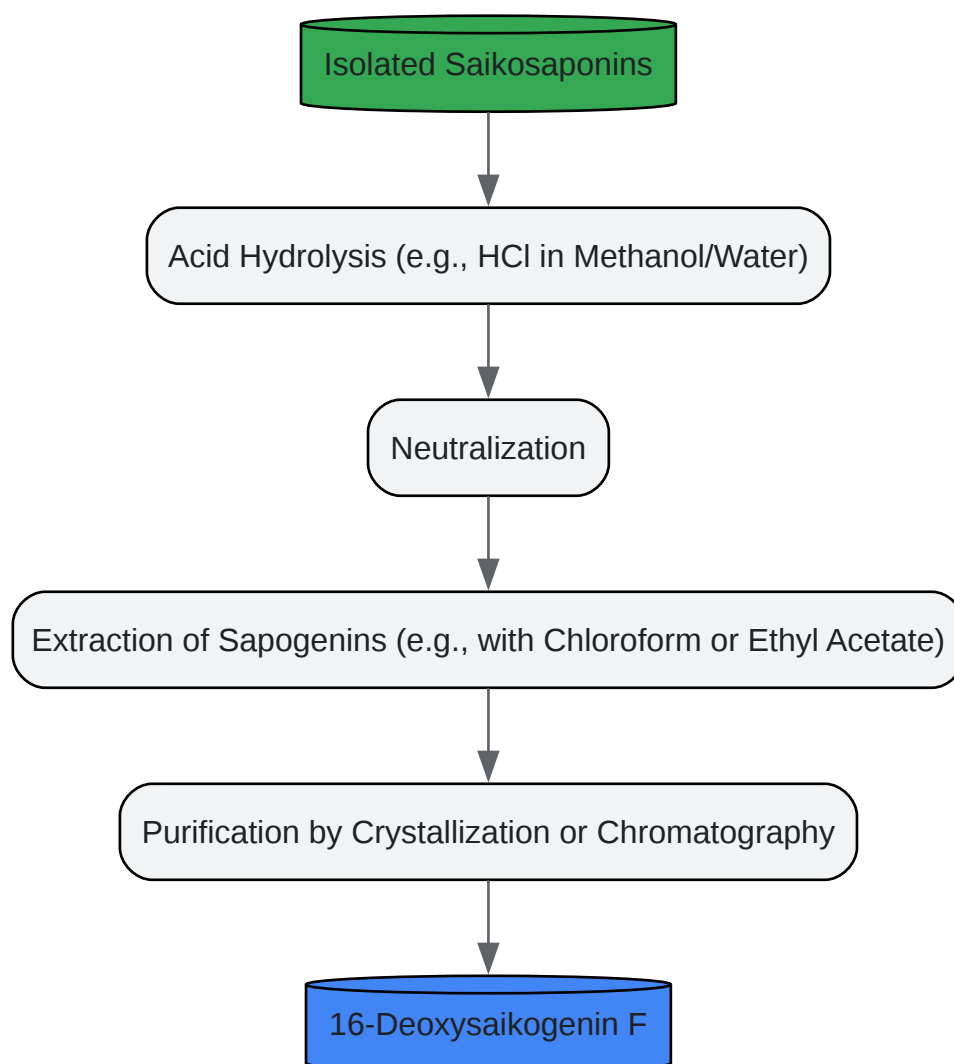 Isolated Saikosaponins
Acid Hydrolysis (e.g., HCl in Methanol/Water)
Neutralization
Extraction of Sapogenins (e.g., with Chloroform or Ethyl Acetate)
Purification by Crystallization or Chromatography
16-Deoxysaikogenin F